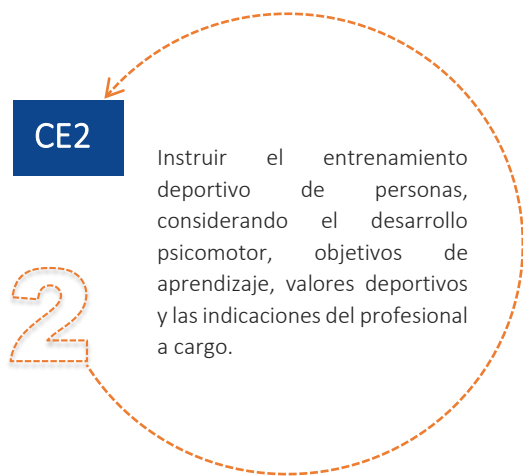 CE2
Instruir el entrenamiento
deportivo de personas,
considerando el desarrollo
psicomotor, objetivos de
aprendizaje, valores deportivos
y las indicaciones del profesional
a cargo.
2